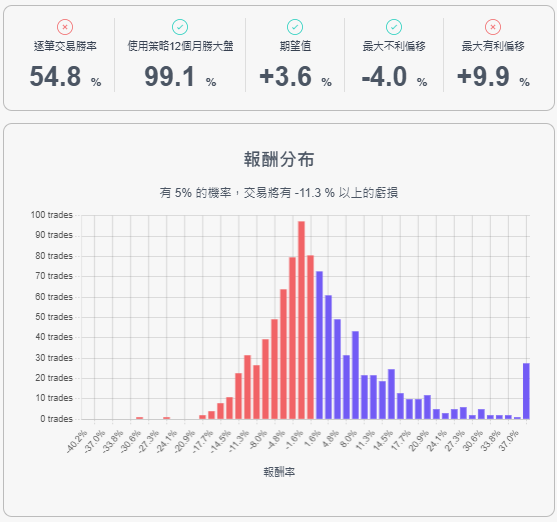 逐筆交易勝率
54.8 %
使用策略12個月勝大盤
99.1 %
期望值
+3.6 %
最大不利偏移
-4.0 %
最大有利偏移
+9.9 %
報酬分布
有 5% 的機率，交易將有 -11.3 % 以上的虧損
100 trades
90 trades
80 trades
70 trades
60 trades
50 trades
40 trades
30 trades
20 trades
10 trades
0 trades
-40.2%
-37.0%
-33.8%
-30.6%
-27.3%
-24.1%
-20.9%
-17.7%
-14.5%
-11.3%
-8.0%
-4.8%
-1.6%
1.6%
4.8%
8.0%
11.3%
14.5%
17.7%
20.9%
24.1%
27.3%
30.6%
33.8%
37.0%
報酬率